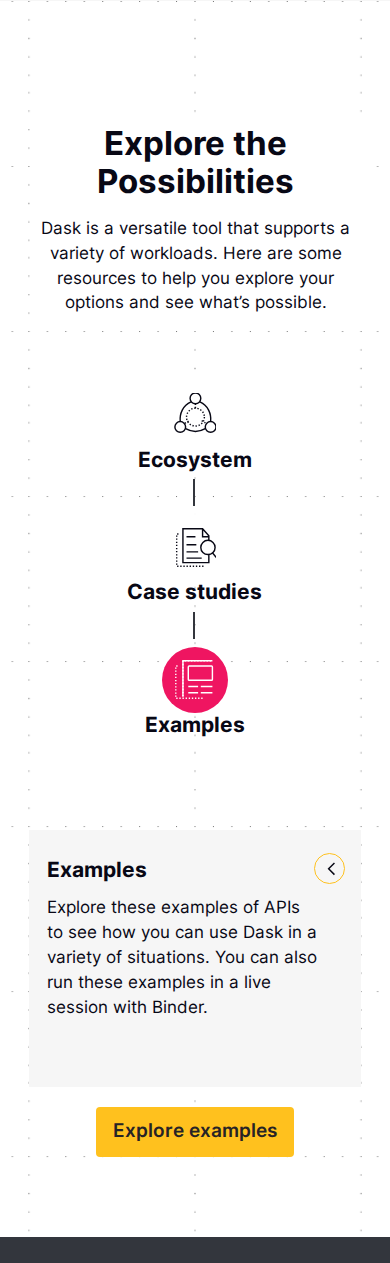 Explore the
Possibilities
Dask is a versatile tool that supports a
variety of workloads. Here are some
resources to help you explore your
options and see what’s possible.
Ecosystem
Case studies
Examples
Examples
Explore these examples of APIs
to see how you can use Dask in a
variety of situations. You can also
run these examples in a live
session with Binder.
Explore examples